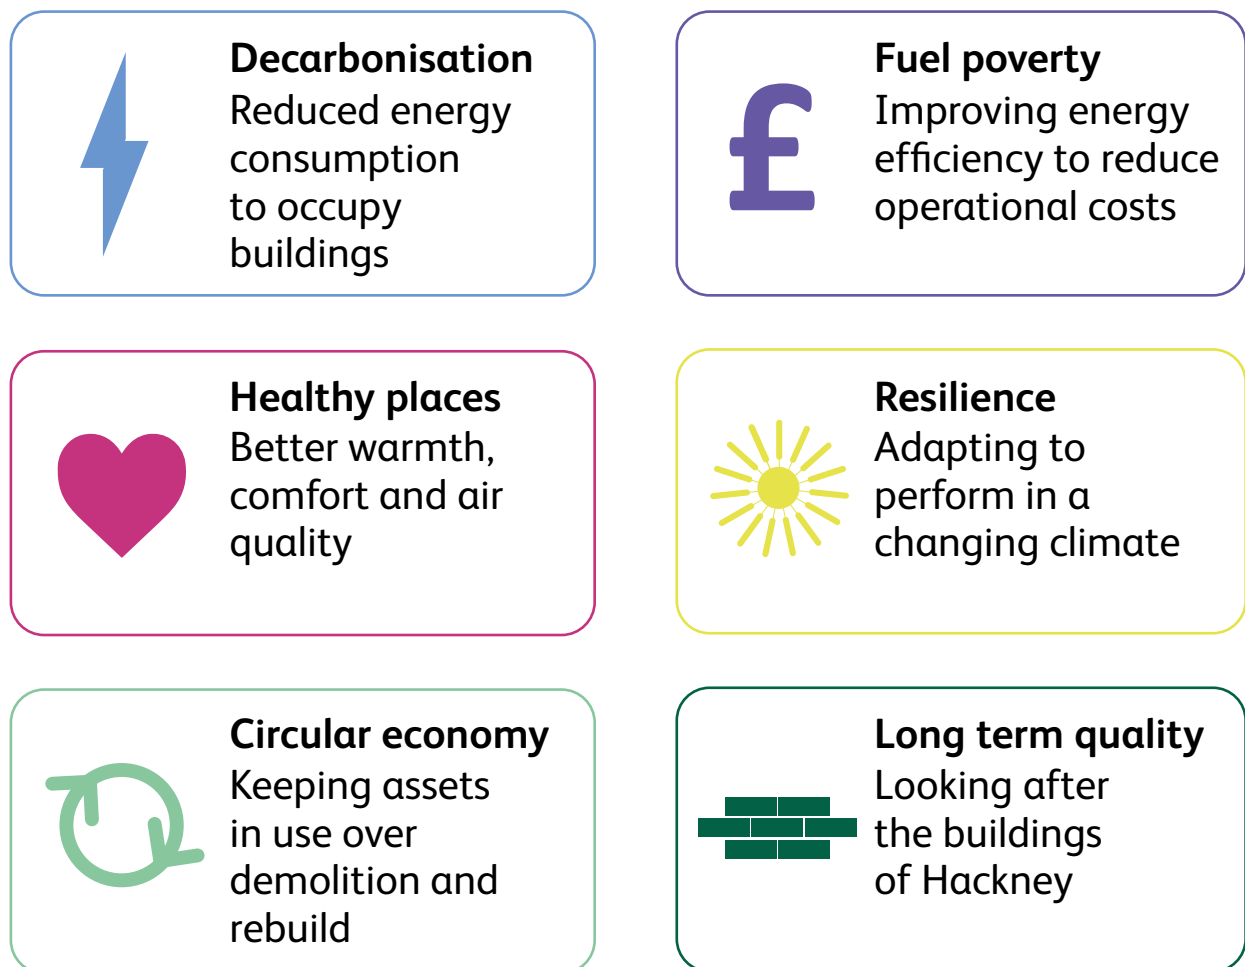 Decarbonisation
Reduced energy
consumption
to occupy
buildings
£
Fuel poverty
Improving energy
efficiency to reduce
operational costs
Healthy places
Better warmth,
comfort and air
quality
Resilience
Adapting to
perform in a
changing climate
Circular economy
Keeping assets
in use over
demolition and
rebuild
Long term quality
Looking after
the buildings
of Hackney